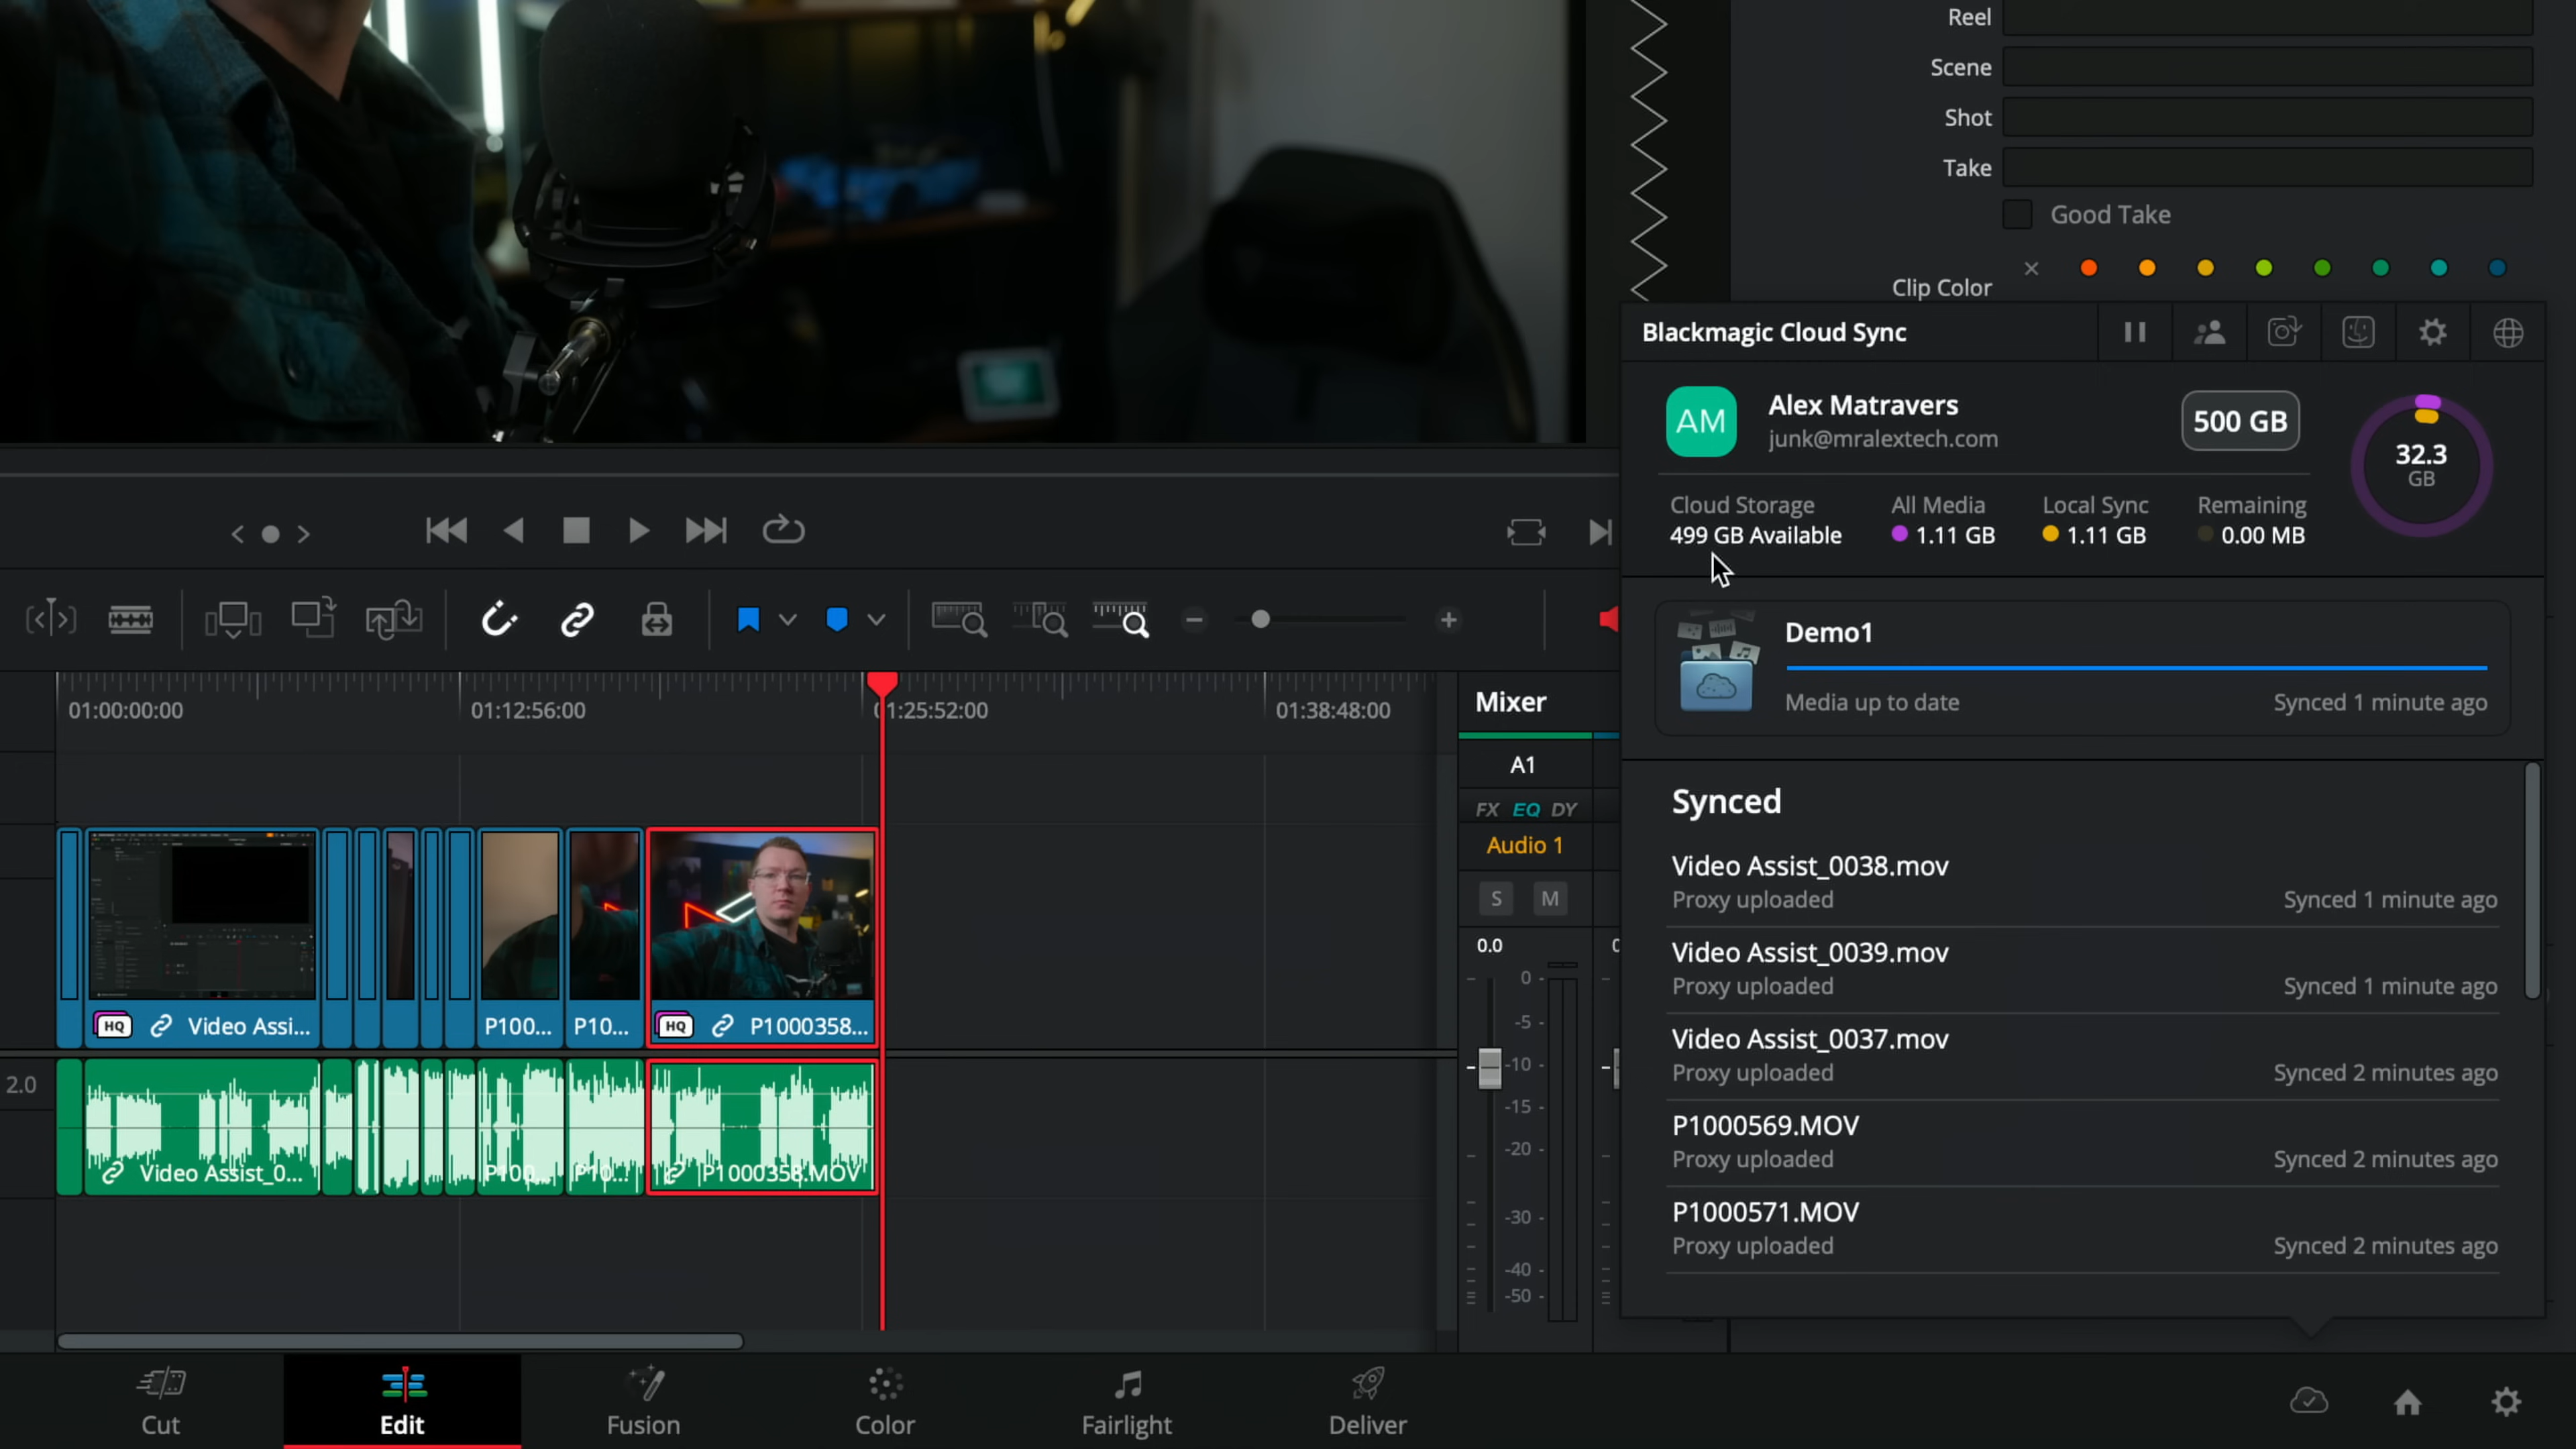 Reel
Scene
Shot
Take
Good Take
Clip Color
Blackmagic Cloud Sync
AM
Alex Matravers
junk@mralextech.com
500 GB
32.3
GB
Cloud Storage
499 GB Available
All Media
1.11 GB
Local Sync
1.11 GB
Remaining
0.00 MB
Demo1
Media up to date
Synced 1 minute ago
01:00:00:00
01:12:56:00
01:25:52:00
01:38:48:00
Mixer
A1
FX EQ DY
Audio 1
S M
0.0
0
-5
-10
-15
-20
-30
-40
-50
HQ
Video Assi...
P100...
P10...
HQ
P1000358...
2.0
Video Assist_0...
P100...
P10...
P1000358.MOV
Synced
Video Assist_0038.mov
Proxy uploaded
Synced 1 minute ago
Video Assist_0039.mov
Proxy uploaded
Synced 1 minute ago
Video Assist_0037.mov
Proxy uploaded
Synced 2 minutes ago
P1000569.MOV
Proxy uploaded
Synced 2 minutes ago
P1000571.MOV
Proxy uploaded
Synced 2 minutes ago
Cut
Edit
Fusion
Color
Fairlight
Deliver